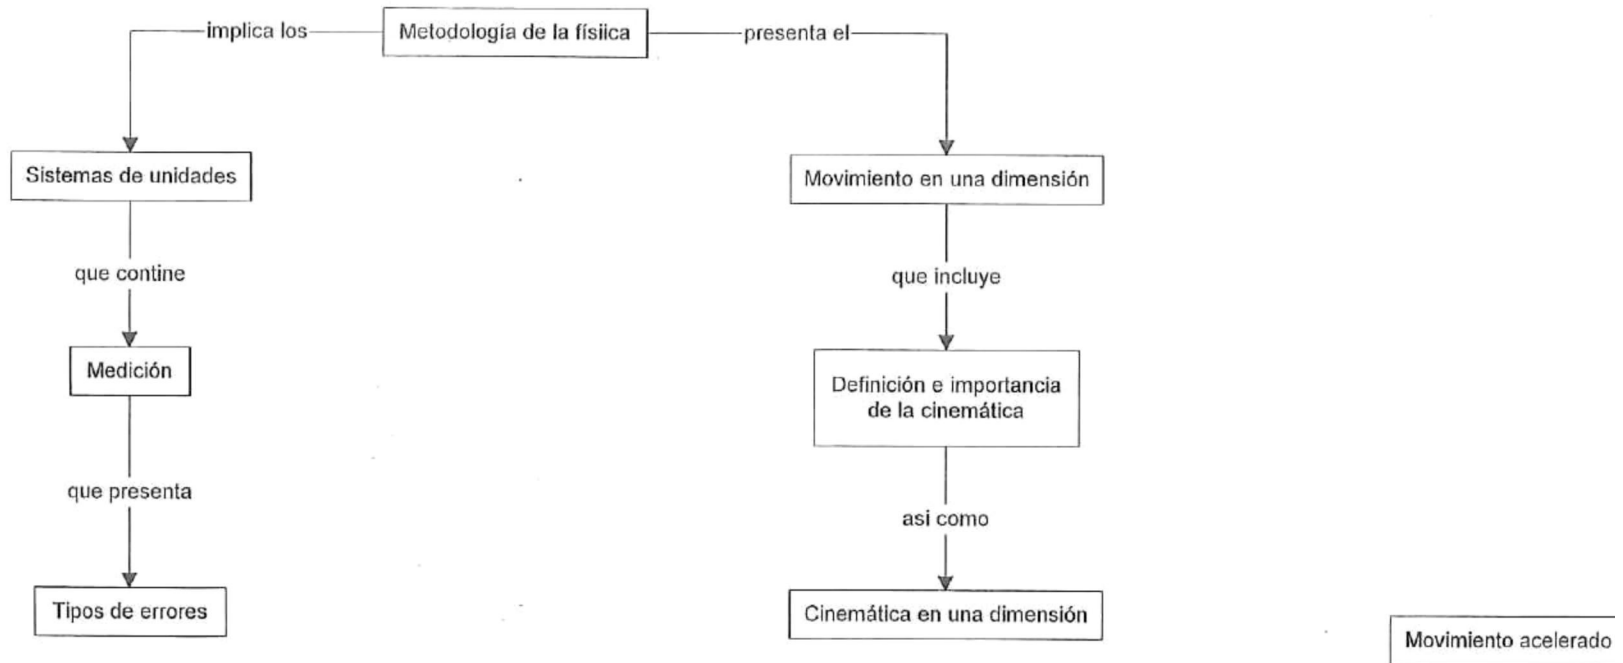 implica los
Metodología de la físiica
presenta el
Sistemas de unidades
Movimiento en una dimensión
que contine
que incluye
Medición
Definición e importancia
de la cinemática
que presenta
asi como
Tipos de errores
Cinemática en una dimensión
Movimiento acelerado